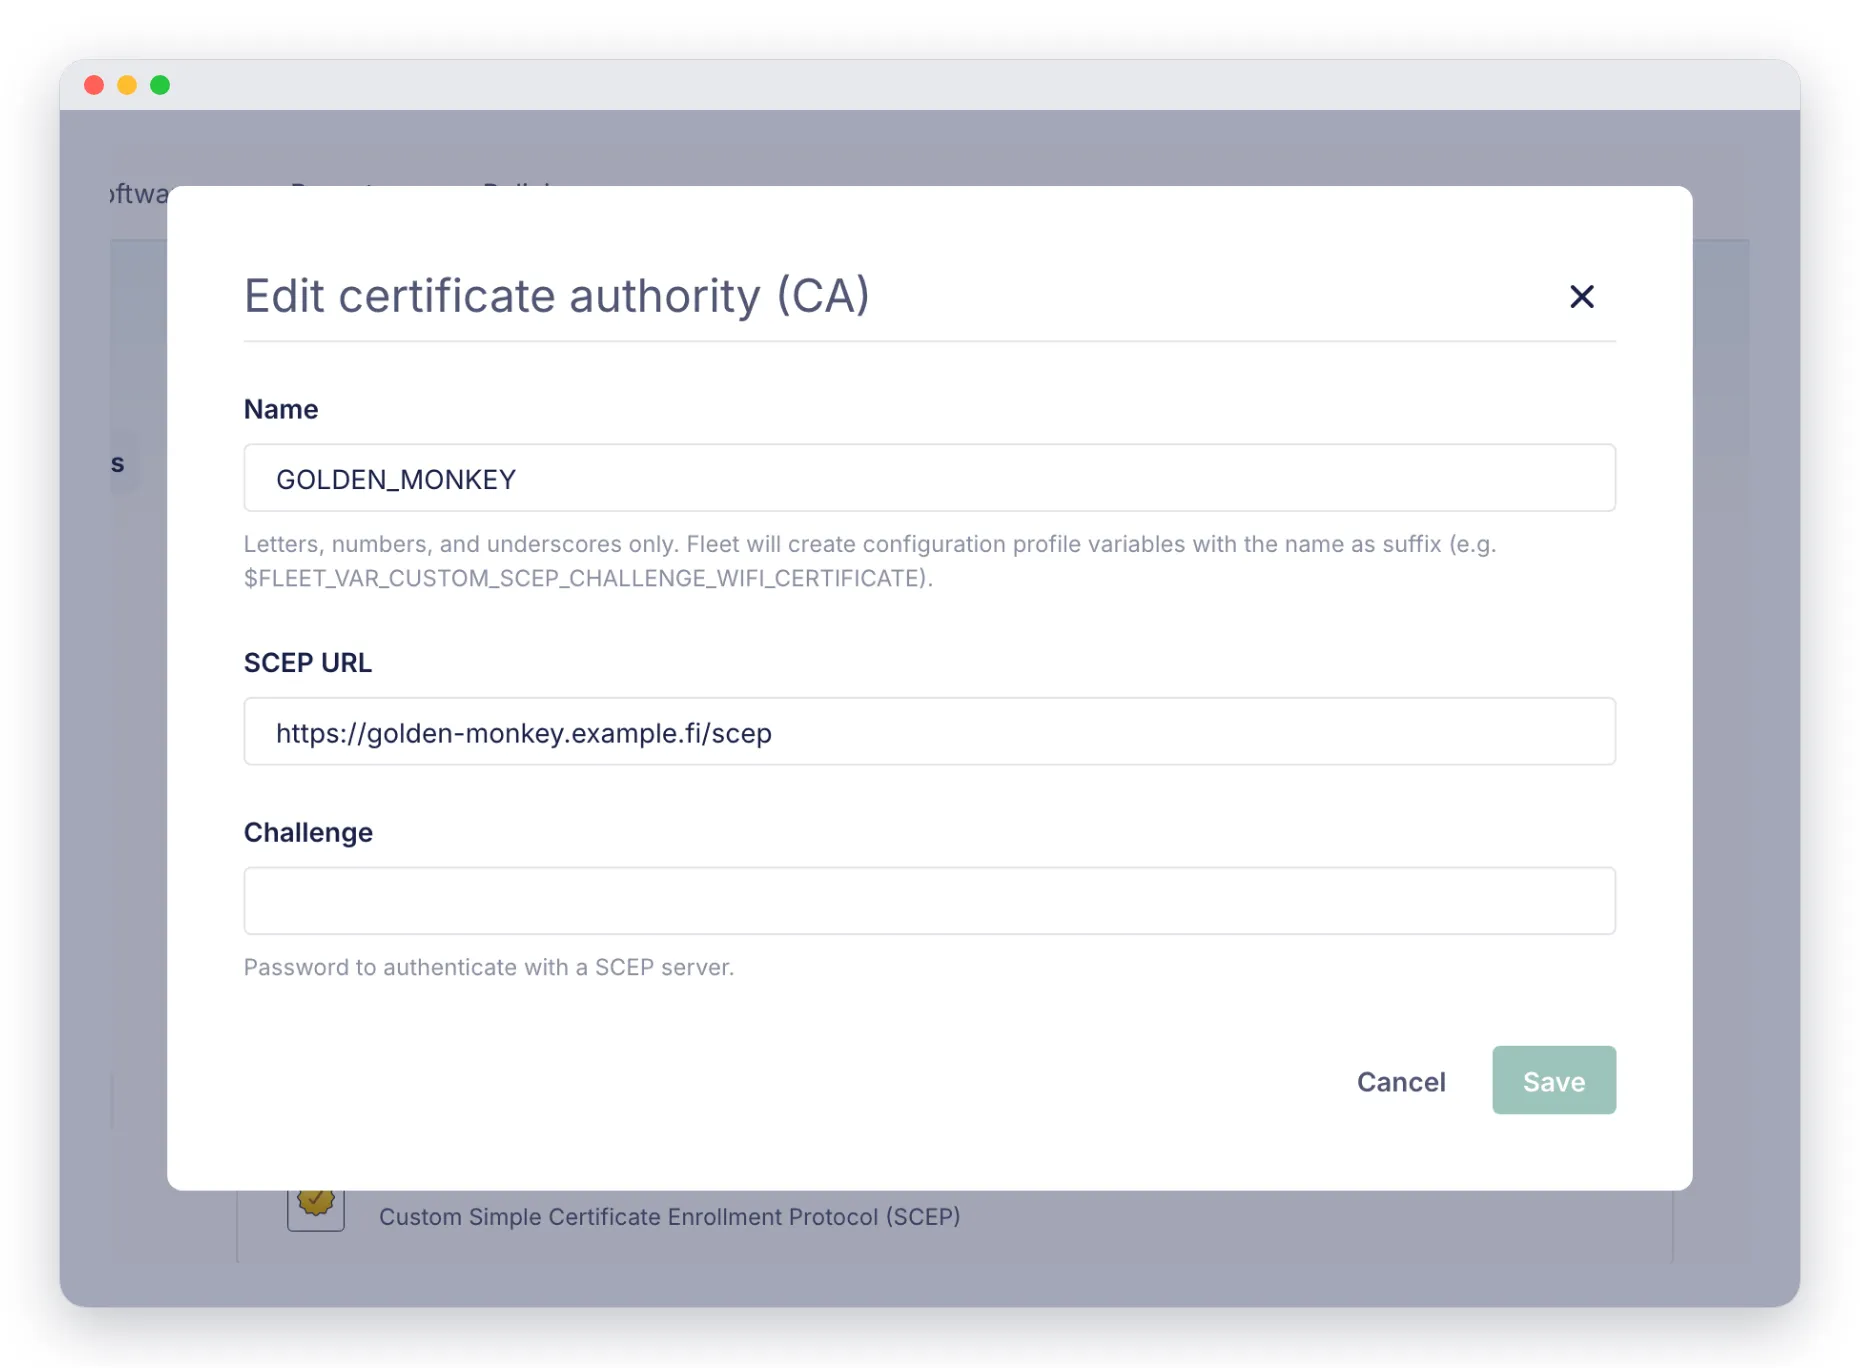 Edit certificate authority (CA)
Name
GOLDEN_MONKEY
Letters, numbers, and underscores only. Fleet will create configuration profile variables with the name as suffix (e.g.
$FLEET_VAR_CUSTOM_SCEP_CHALLENGE_WIFI_CERTIFICATE).
SCEP URL
https://golden-monkey.example.fi/scep
Challenge
Password to authenticate with a SCEP server.
Cancel
Save
Custom Simple Certificate Enrollment Protocol (SCEP)